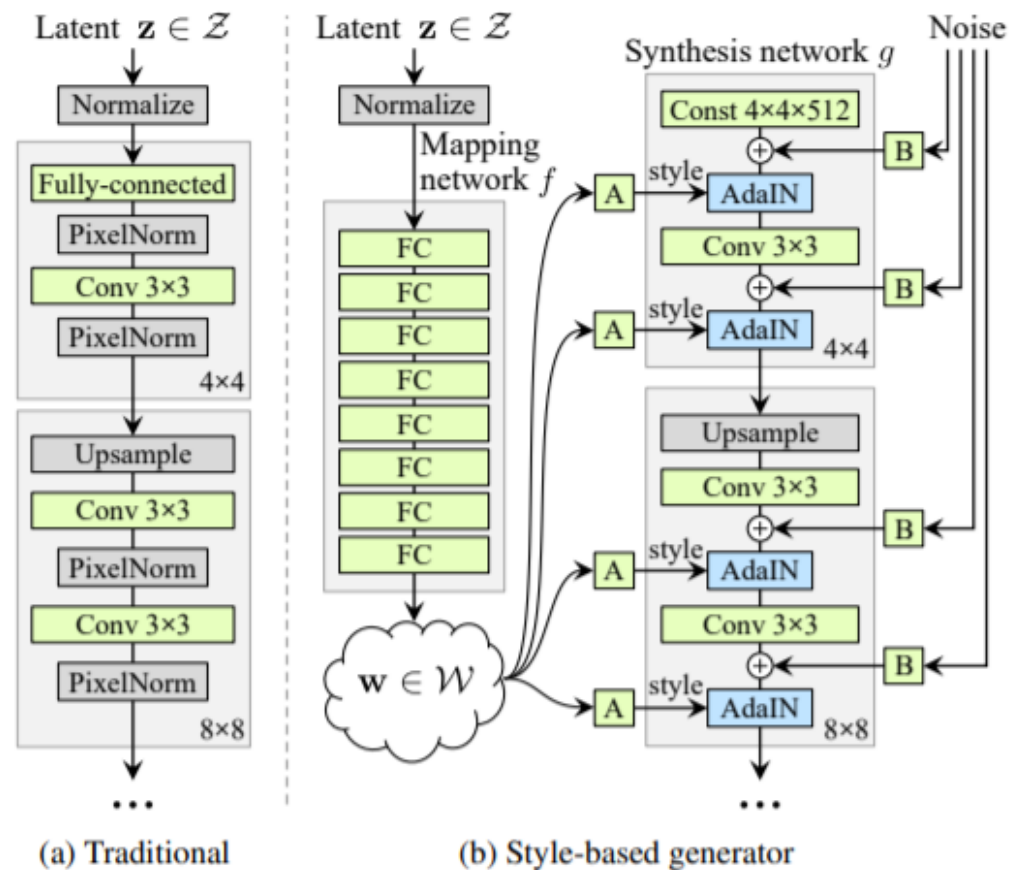 Latent z ∈ 𝒵
Normalize
Fully-connected
PixelNorm
Conv 3×3
PixelNorm
4×4
Upsample
Conv 3×3
PixelNorm
Conv 3×3
PixelNorm
8×8
...
(a) Traditional
Latent z ∈ 𝒵
Normalize
Mapping
network f
FC
FC
FC
FC
FC
FC
FC
FC
w ∈ 𝒲
Noise
Synthesis network g
Const 4×4×512
+
B
A
style
AdaIN
Conv 3×3
+
B
A
style
AdaIN
4×4
Upsample
Conv 3×3
+
B
A
style
AdaIN
Conv 3×3
+
B
A
style
AdaIN
8×8
...
(b) Style-based generator